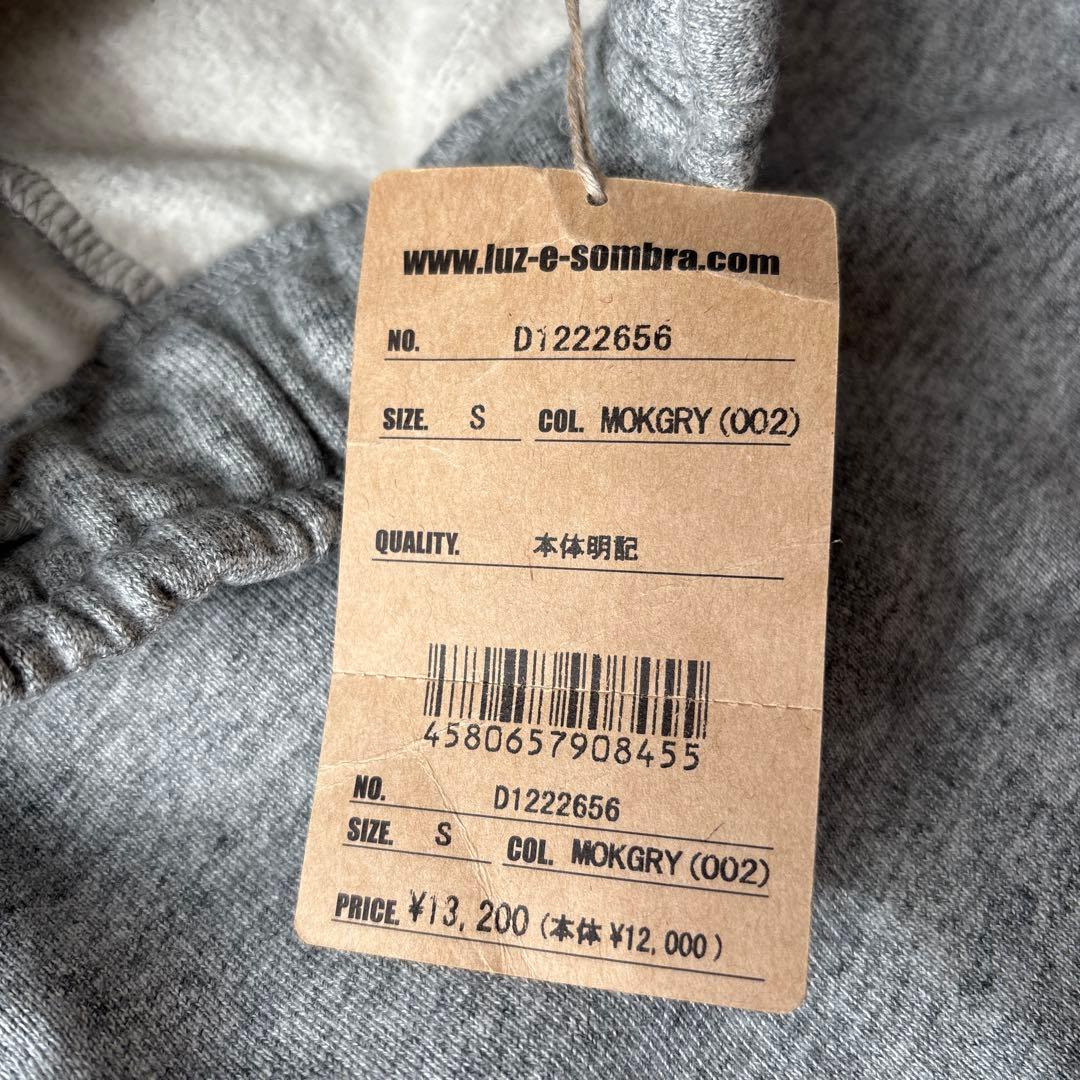 www.luz-e-sombra.com
NO. D1222656
SIZE. S COL. MOKGRY(002)
QUALITY. 本体明記
4580657908455
NO. D1222656
SIZE. S COL. MOKGRY(002)
PRICE. ¥13,200(本体¥12,000)